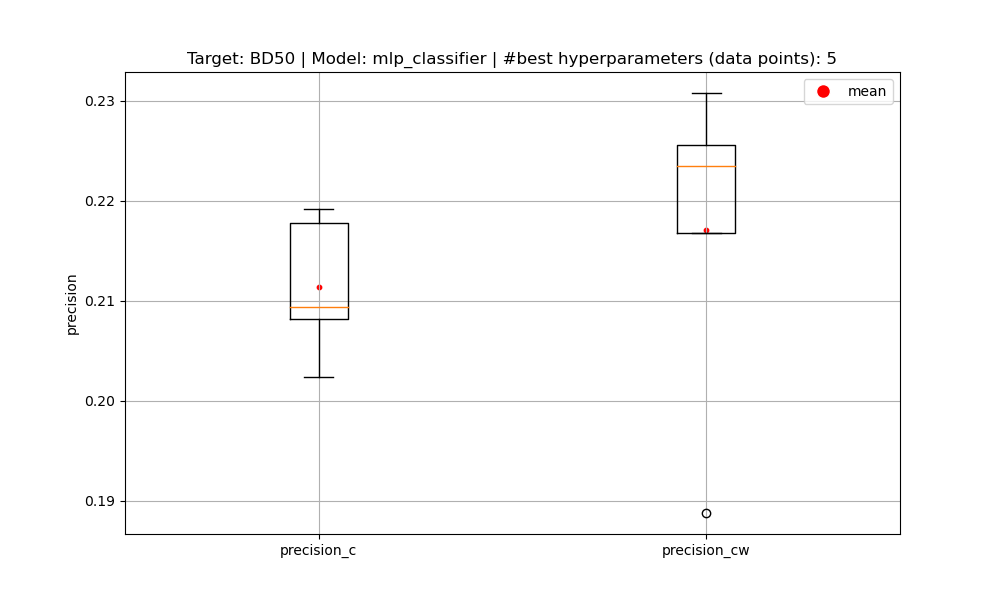 Target: BD50 | Model: mlp_classifier | #best hyperparameters (data points): 5
mean
0.23
0.22
0.21
0.20
0.19
precision
precision_c
precision_cw